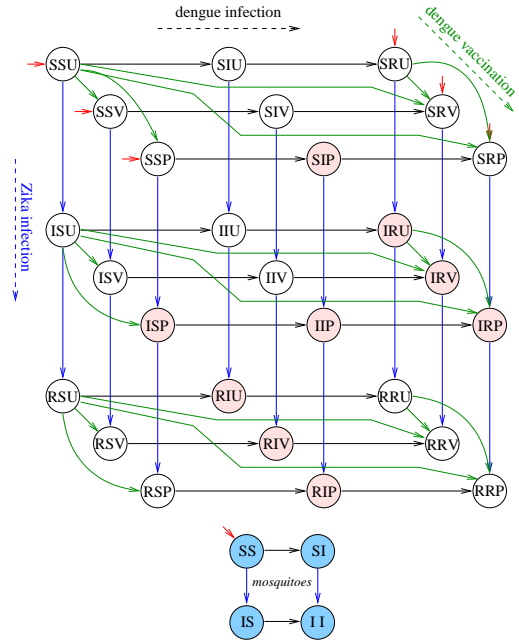 dengue infection
dengue vaccination
Zika infection
SSU SIU SRU
SSV SIV SRV
SSP SIP SRP
ISU IIU IRU
ISV IIV IRV
ISP IIP IRP
RSU RIU RRU
RSV RIV RRV
RSP RIP RRP
SS SI
mosquitoes
IS I I